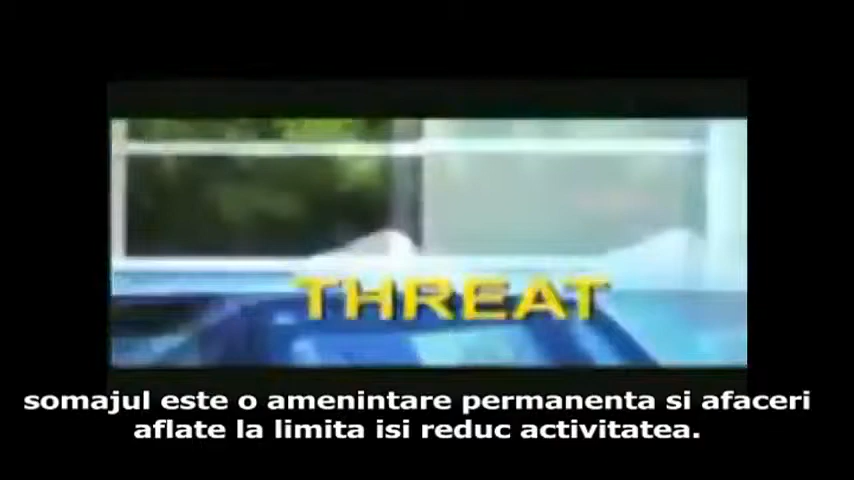 THREAT
somajul este o amenintare permanenta si afaceri
aflate la limita isi reduc activitatea.